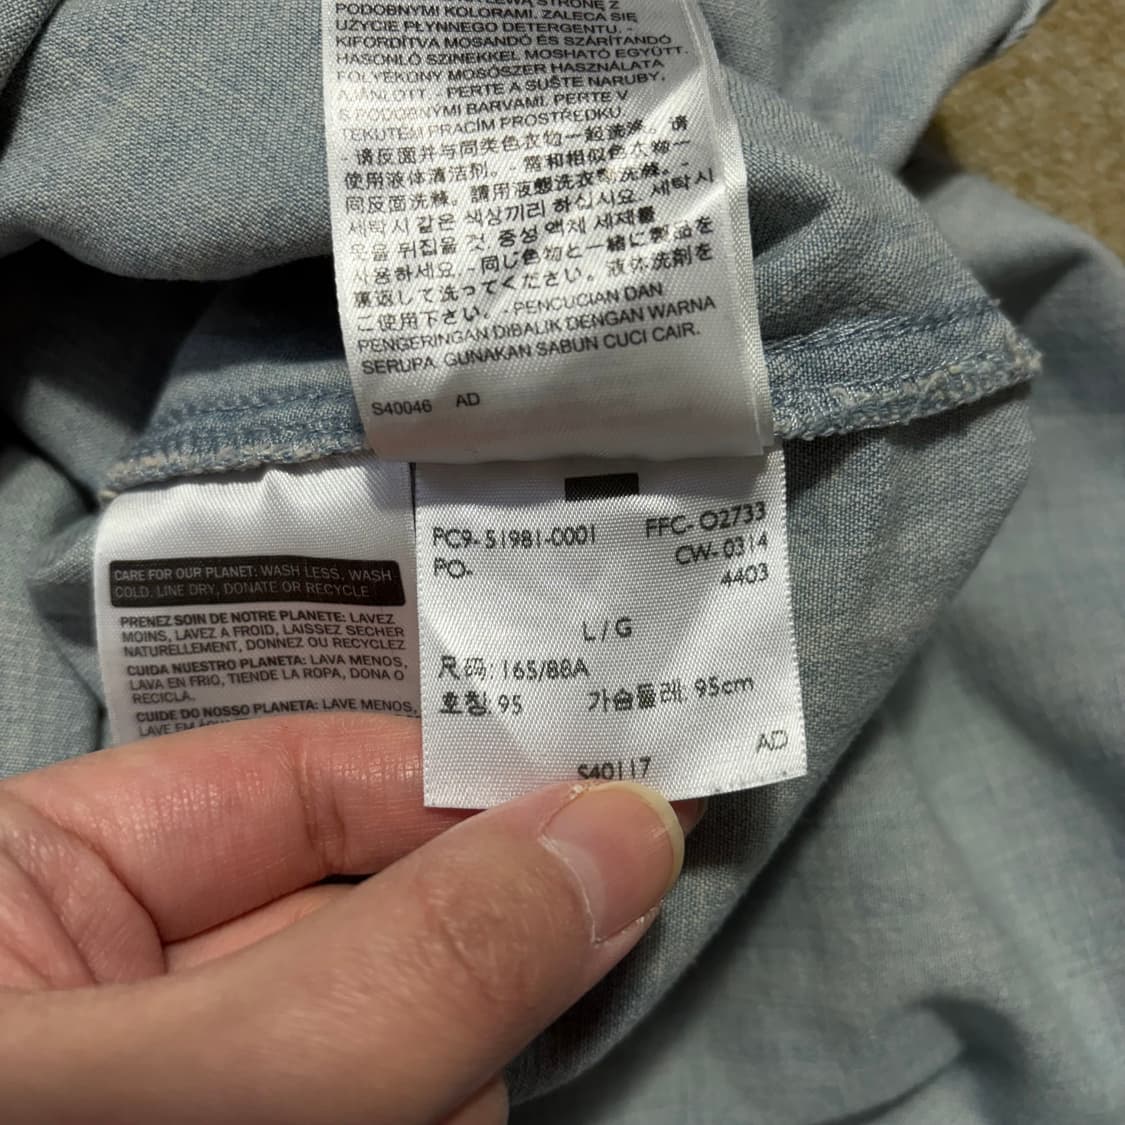 PODOBNYMI KOLORAMI. ZALECA SIĘ
UŻYCIE PŁYNNEGO DETERGENTU. -
KIFORDÍTVA MOSANDÓ ÉS SZÁRÍTANDÓ
HASONLÓ SZINEKKEL MOSHATÓ EGYÜTT.
FOLYÉKONY MOSÓSZER HASZNÁLATA
AJÁNLOTT - PERTE A SUŠTE NARUBY,
S PODOBNÝMI BARVAMI. PERTE V
TEKUTÉM PRACÍM PROSTŘEDKU
- 请反面并与同类色衣物一起洗涤。请
使用液体清洁剂。 需和相似色衣物一
同反面洗滌。請用液態洗衣物洗滌。 -
세탁시 같은 색상끼리 하십시요. 세탁시
옷을 뒤집을 것. 중성 액체 세제를
사용하세요. - 同じ色物と一緒に製品を
裏返して洗ってください。液体洗剤を
ご使用下さい。 - PENCUCIAN DAN
PENGERINGAN DIBALIK DENGAN WARNA
SERUPA. GUNAKAN SABUN CUCI CAIR.
S40046 AD
CARE FOR OUR PLANET: WASH LESS, WASH
COLD, LINE DRY, DONATE OR RECYCLE
PRENEZ SOIN DE NOTRE PLANETE: LAVEZ
MOINS, LAVEZ A FROID, LAISSEZ SECHER
NATURELLEMENT, DONNEZ OU RECYCLEZ
CUIDA NUESTRO PLANETA: LAVA MENOS,
LAVA EN FRIO, TIENDE LA ROPA, DONA O
RECICLA.
CUIDE DO NOSSO PLANETA: LAVE MENOS,
LAVE EM
PC9-51981-0001 FFC-02733
PO- CW-0314
4403
L/G
尺码: 165/88A
호칭 95 가슴둘레 95cm
AD
S40117